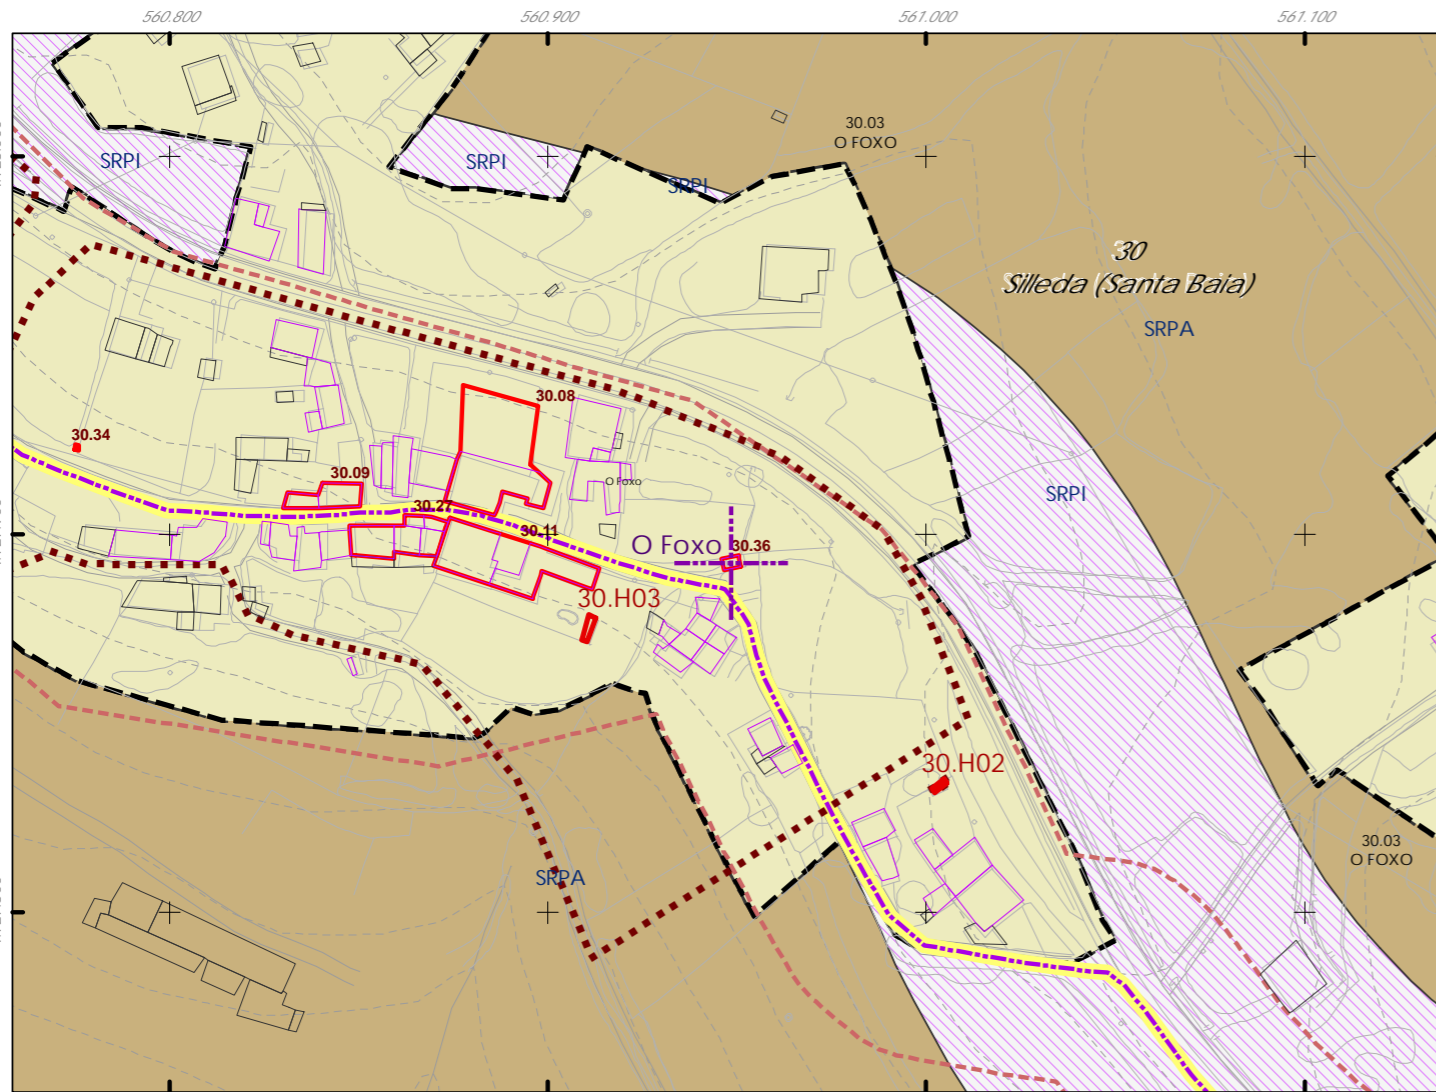 560.800
560.900
561.000
561.100
30.03
O FOXO
SRPI
SRPI
SRPI
30
Silleda (Santa Baia)
SRPA
30.08
30.34
30.09
O Foxo
SRPI
30.27
30.11
O Foxo
30.36
30.H03
30.H02
30.03
O FOXO
SRPA